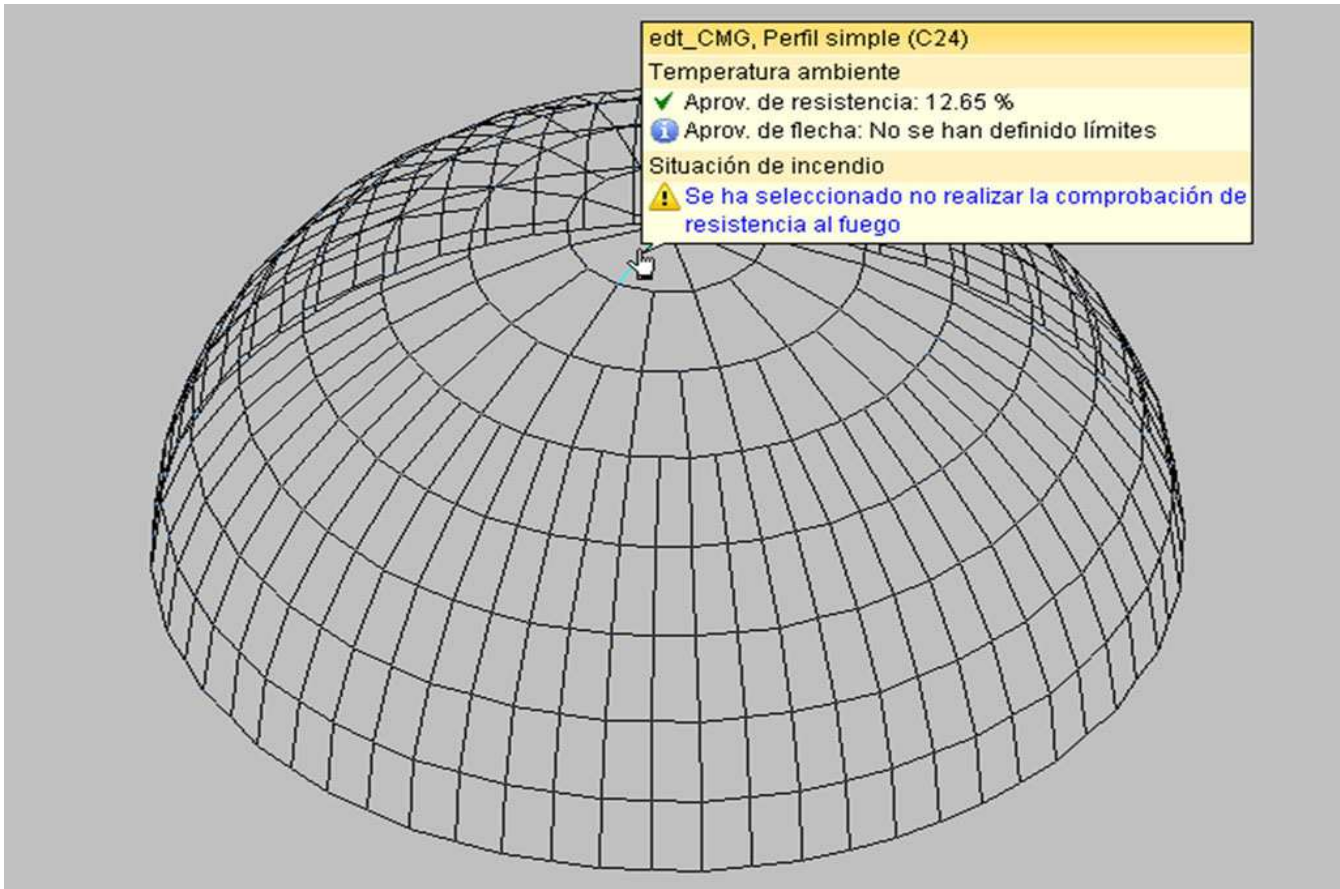 edt_CMG, Perfil simple (C24)
Temperatura ambiente
Aprov. de resistencia: 12.65 %
Aprov. de flecha: No se han definido límites
Situación de incendio
Se ha seleccionado no realizar la comprobación de
resistencia al fuego